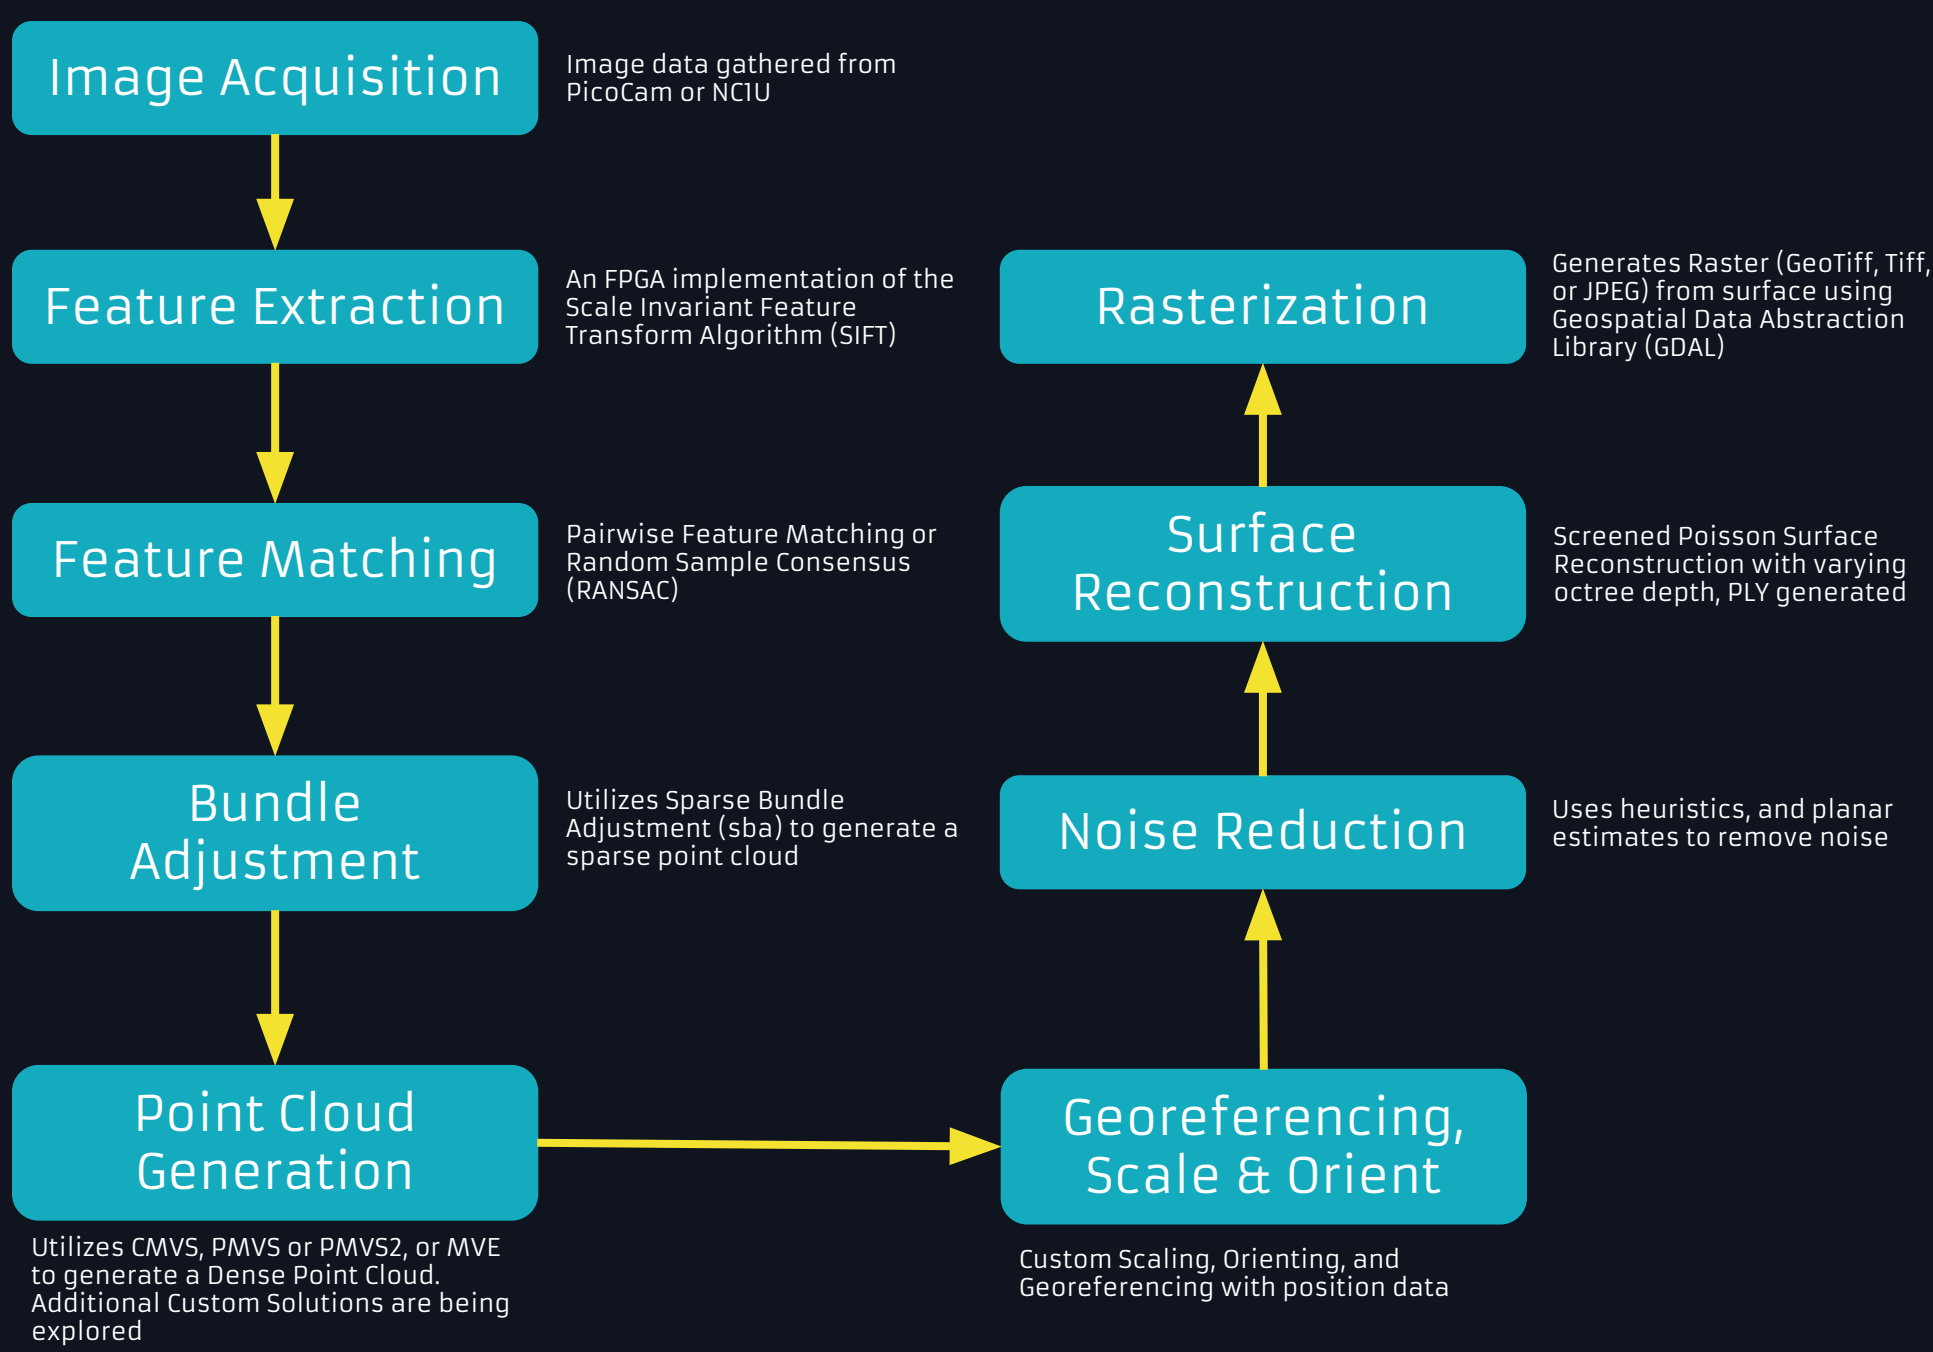 Image Acquisition
Image data gathered from
PicoCam or NC1U
Feature Extraction
An FPGA implementation of the
Scale Invariant Feature
Transform Algorithm (SIFT)
Feature Matching
Pairwise Feature Matching or
Random Sample Consensus
(RANSAC)
Bundle
Adjustment
Utilizes Sparse Bundle
Adjustment (sba) to generate a
sparse point cloud
Point Cloud
Generation
Utilizes CMVS, PMVS or PMVS2, or MVE
to generate a Dense Point Cloud.
Additional Custom Solutions are being
explored
Georeferencing,
Scale & Orient
Custom Scaling, Orienting, and
Georeferencing with position data
Noise Reduction
Uses heuristics, and planar
estimates to remove noise
Surface
Reconstruction
Screened Poisson Surface
Reconstruction with varying
octree depth, PLY generated
Rasterization
Generates Raster (GeoTiff, Tiff,
or JPEG) from surface using
Geospatial Data Abstraction
Library (GDAL)